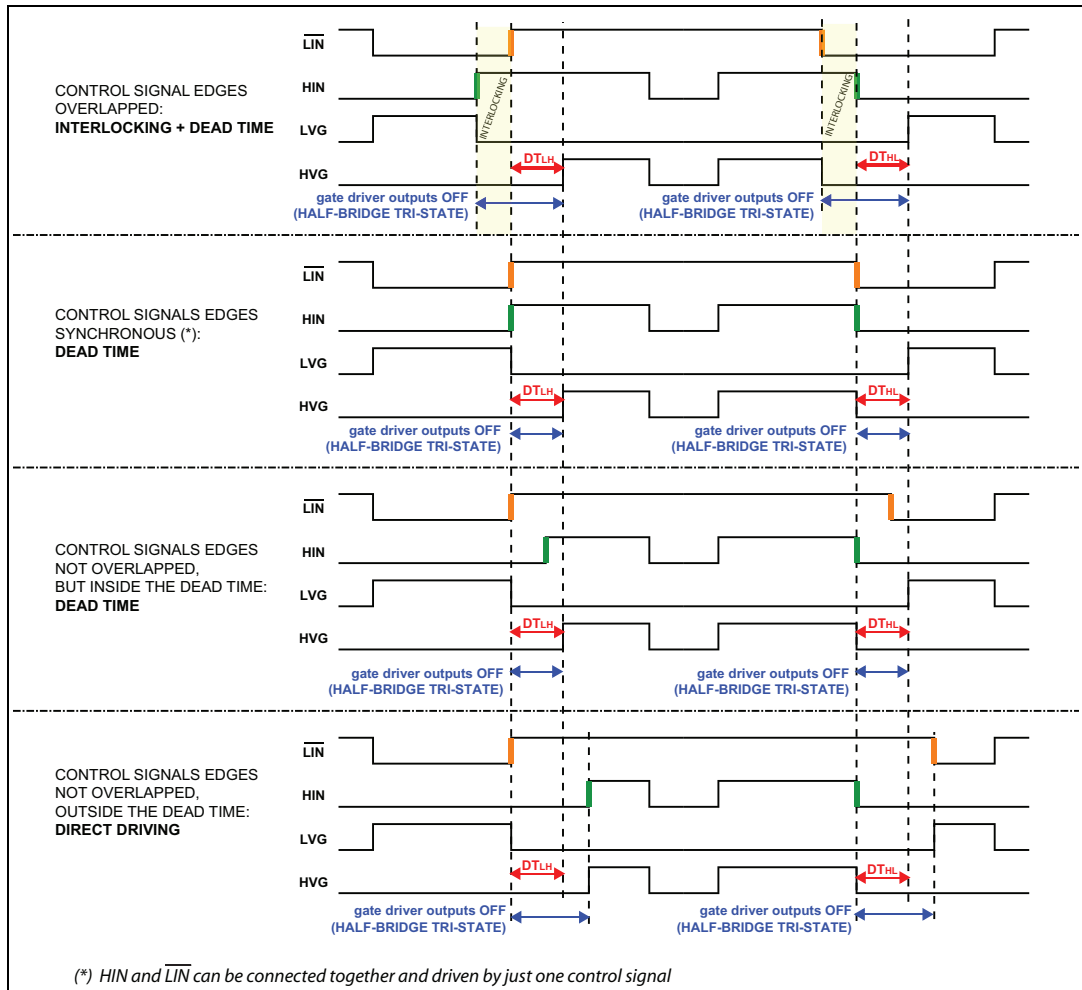 CONTROL SIGNAL EDGES
OVERLAPPED:
INTERLOCKING + DEAD TIME
LIN
HIN
LVG
HVG
INTERLOCKING
INTERLOCKING
DTLH
DTHL
gate driver outputs OFF
(HALF-BRIDGE TRI-STATE)
gate driver outputs OFF
(HALF-BRIDGE TRI-STATE)
CONTROL SIGNALS EDGES
SYNCHRONOUS (*):
DEAD TIME
LIN
HIN
LVG
HVG
DTLH
DTHL
gate driver outputs OFF
(HALF-BRIDGE TRI-STATE)
gate driver outputs OFF
(HALF-BRIDGE TRI-STATE)
CONTROL SIGNALS EDGES
NOT OVERLAPPED,
BUT INSIDE THE DEAD TIME:
DEAD TIME
LIN
HIN
LVG
HVG
DTLH
DTHL
gate driver outputs OFF
(HALF-BRIDGE TRI-STATE)
gate driver outputs OFF
(HALF-BRIDGE TRI-STATE)
CONTROL SIGNALS EDGES
NOT OVERLAPPED,
OUTSIDE THE DEAD TIME:
DIRECT DRIVING
LIN
HIN
LVG
HVG
DTLH
DTHL
gate driver outputs OFF
(HALF-BRIDGE TRI-STATE)
gate driver outputs OFF
(HALF-BRIDGE TRI-STATE)
(*) HIN and LIN can be connected together and driven by just one control signal